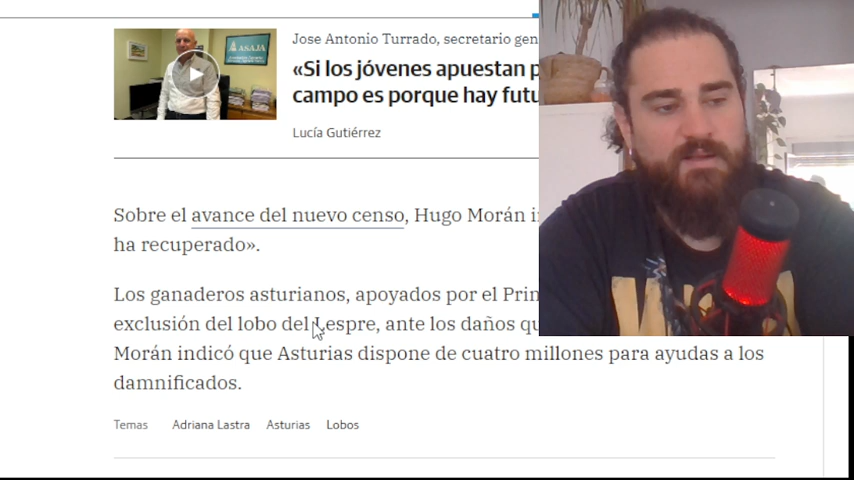 ASAJA
Jose Antonio Turrado, secretario gen
«Si los jóvenes apuestan p
campo es porque hay futu
Lucía Gutiérrez
Sobre el avance del nuevo censo, Hugo Morán i
ha recuperado».
Los ganaderos asturianos, apoyados por el Prin
exclusión del lobo del Lespre, ante los daños qu
Morán indicó que Asturias dispone de cuatro millones para ayudas a los
damnificados.
Temas Adriana Lastra Asturias Lobos